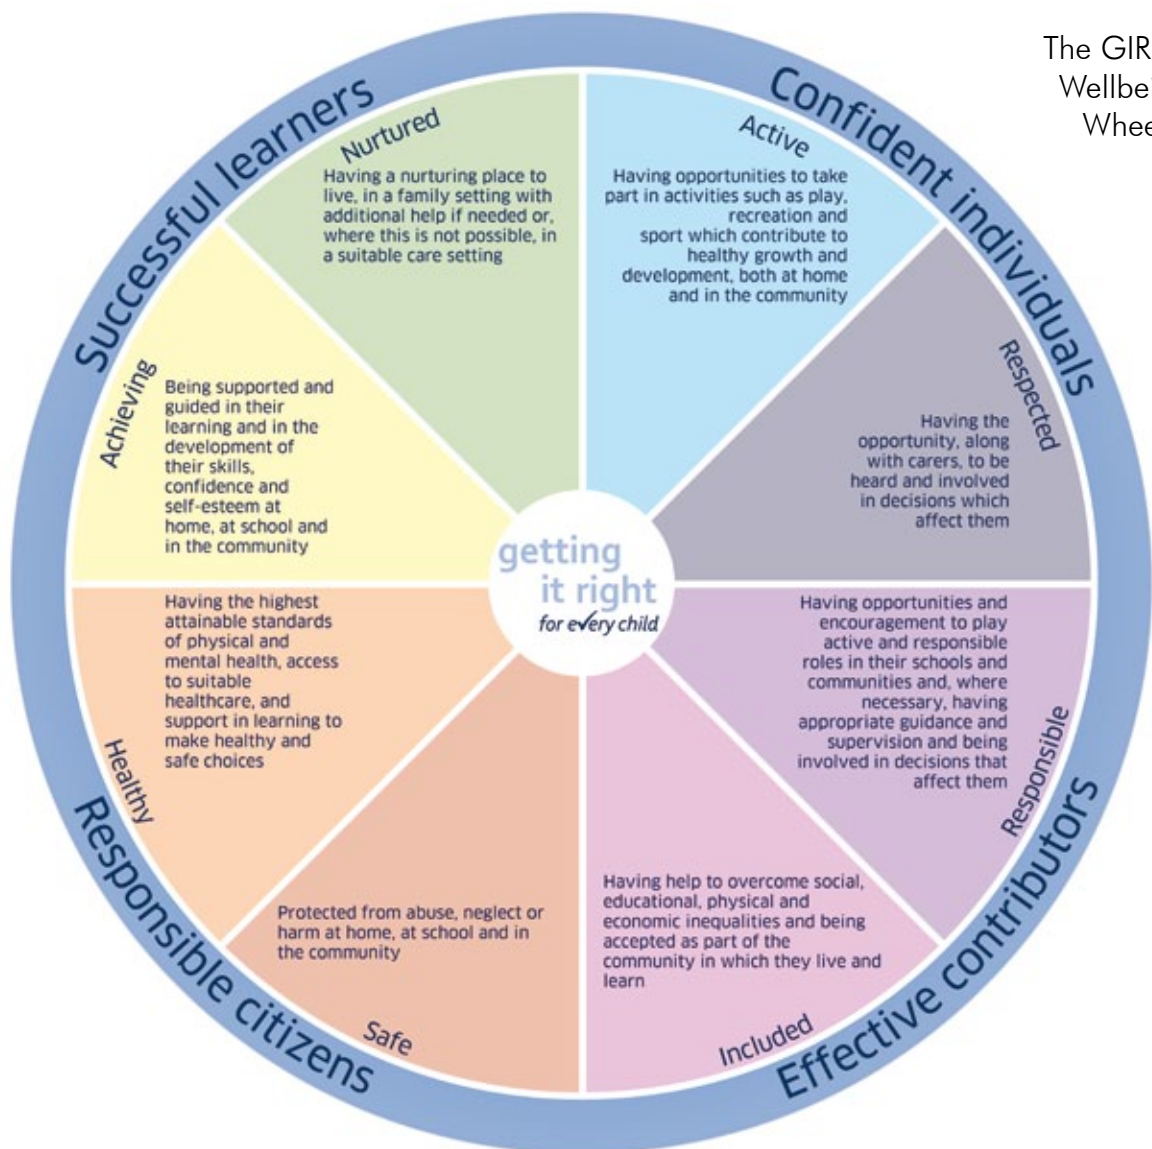 The GIR
Wellbei
Whee
Successful learners
Confident individuals
Nurtured
Having a nurturing place to
live, in a family setting with
additional help if needed or,
where this is not possible, in
a suitable care setting
Active
Having opportunities to take
part in activities such as play,
recreation and
sport which contribute to
healthy growth and
development, both at home
and in the community
Achieving
Being supported and
guided in their
learning and in the
development of
their skills,
confidence and
self-esteem at
home, at school and
in the community
Respected
Having the
opportunity, along
with carers, to be
heard and involved
in decisions which
affect them
getting
it right
for every child
Healthy
Having the highest
attainable standards
of physical and
mental health, access
to suitable
healthcare, and
support in learning to
make healthy and
safe choices
Responsible
Having opportunities and
encouragement to play
active and responsible
roles in their schools and
communities and, where
necessary, having
appropriate guidance and
supervision and being
involved in decisions that
affect them
Safe
Protected from abuse, neglect or
harm at home, at school and in
the community
Included
Having help to overcome social,
educational, physical and
economic inequalities and being
accepted as part of the
community in which they live and
learn
Responsible citizens
Effective contributors